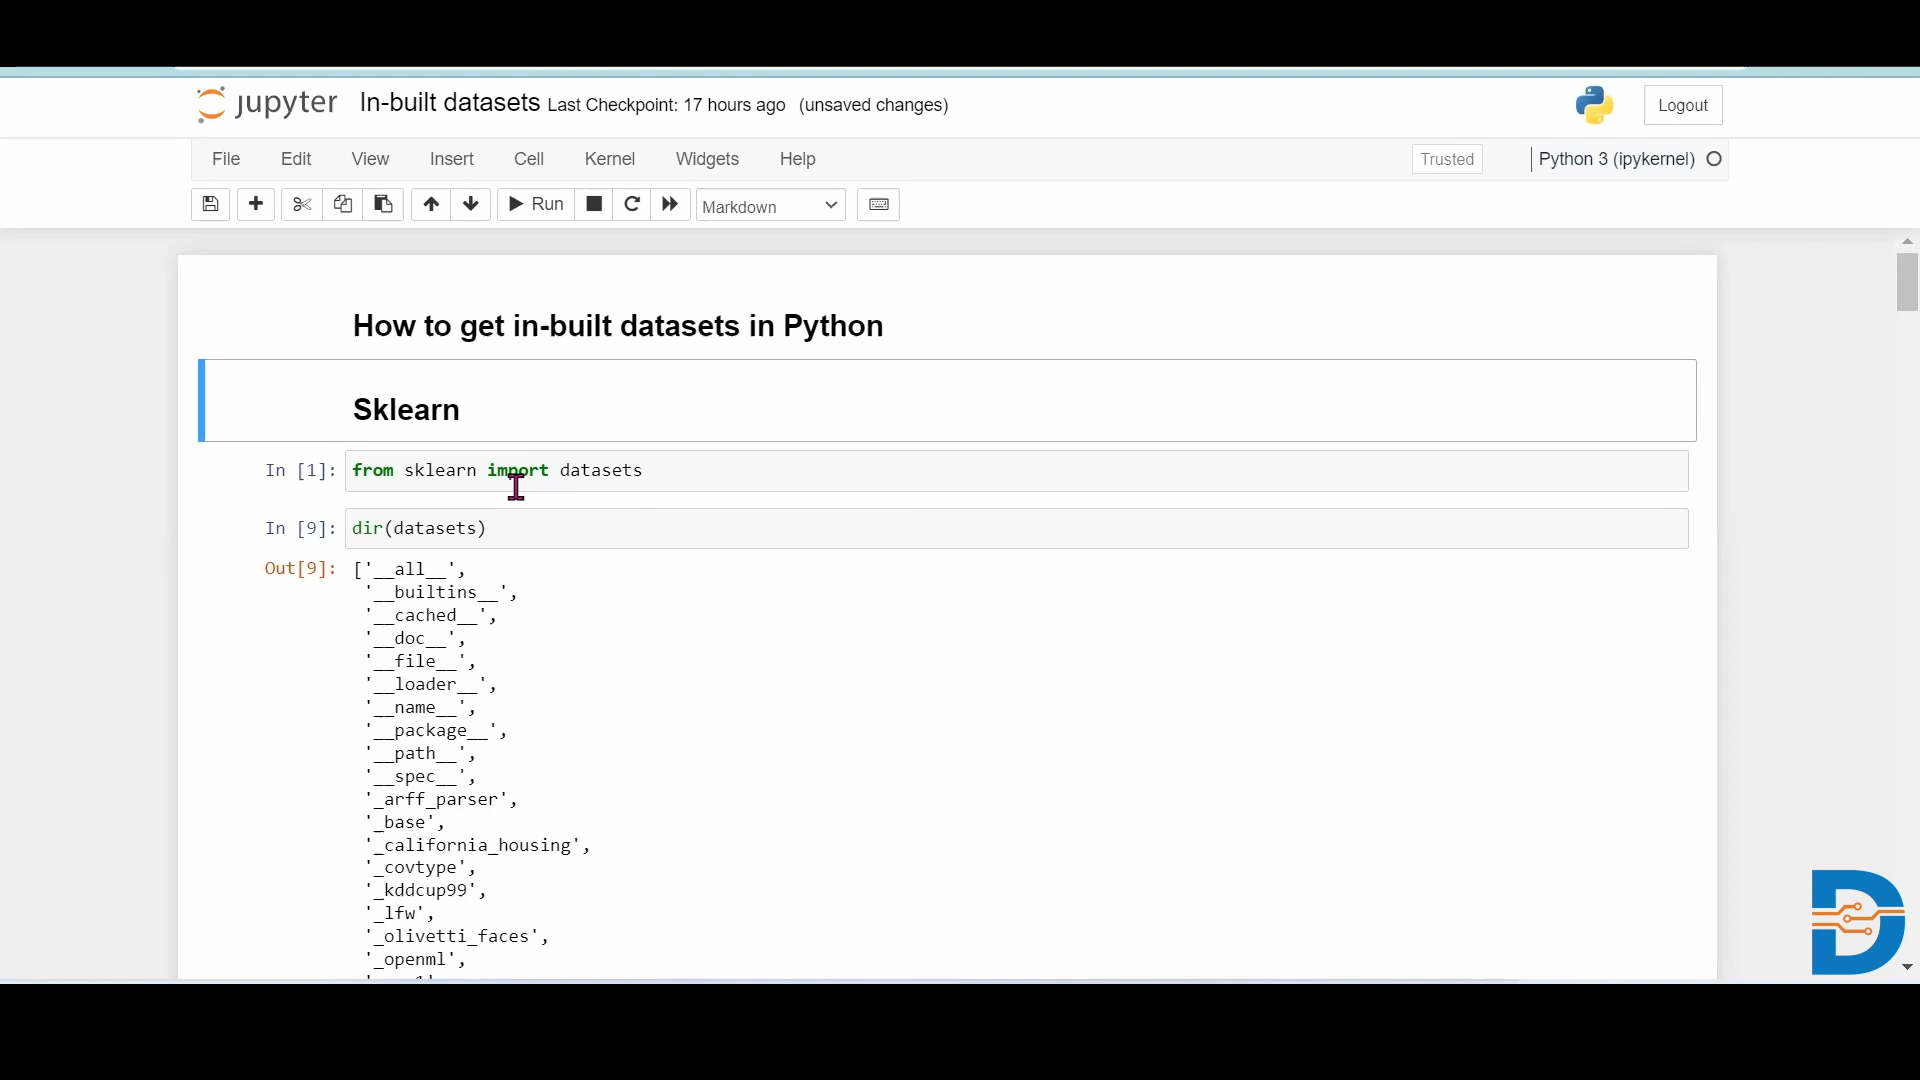 jupyter In-built datasets Last Checkpoint: 17 hours ago (unsaved changes) Logout
File Edit View Insert Cell Kernel Widgets Help Trusted Python 3 (ipykernel)
Run Markdown
How to get in-built datasets in Python
Sklearn
In [1]: from sklearn import datasets
In [9]: dir(datasets)
Out[9]: ['__all__',
'__builtins__',
'__cached__',
'__doc__',
'__file__',
'__loader__',
'__name__',
'__package__',
'__path__',
'__spec__',
'_arff_parser',
'_base',
'_california_housing',
'_covtype',
'_kddcup99',
'_lfw',
'_olivetti_faces',
'_openml',